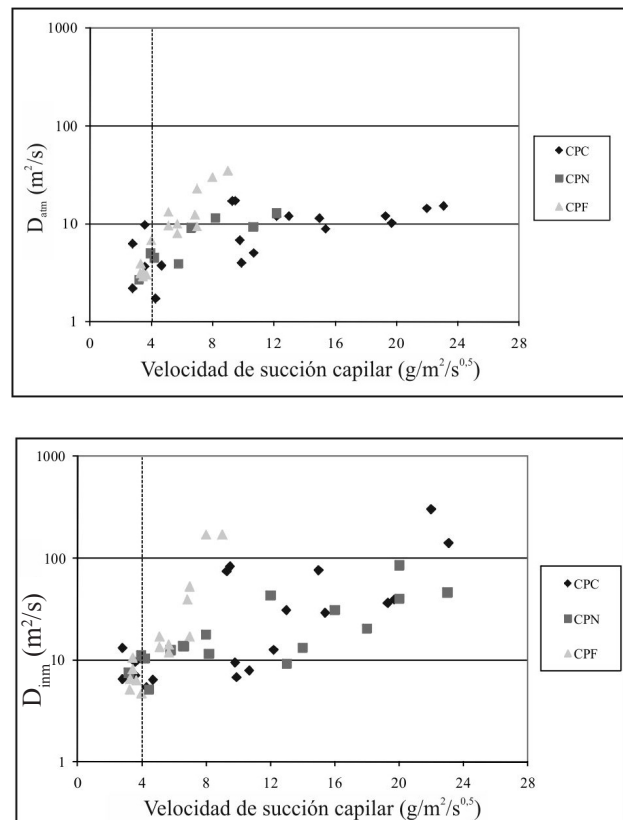 1000
100
10
1
D_atm (m²/s)
0 4 8 12 16 20 24 28
Velocidad de succión capilar (g/m²/s⁰,⁵)
CPC
CPN
CPF
1000
100
10
1
D_inm (m²/s)
0 4 8 12 16 20 24 28
Velocidad de succión capilar (g/m²/s⁰,⁵)
CPC
CPN
CPF